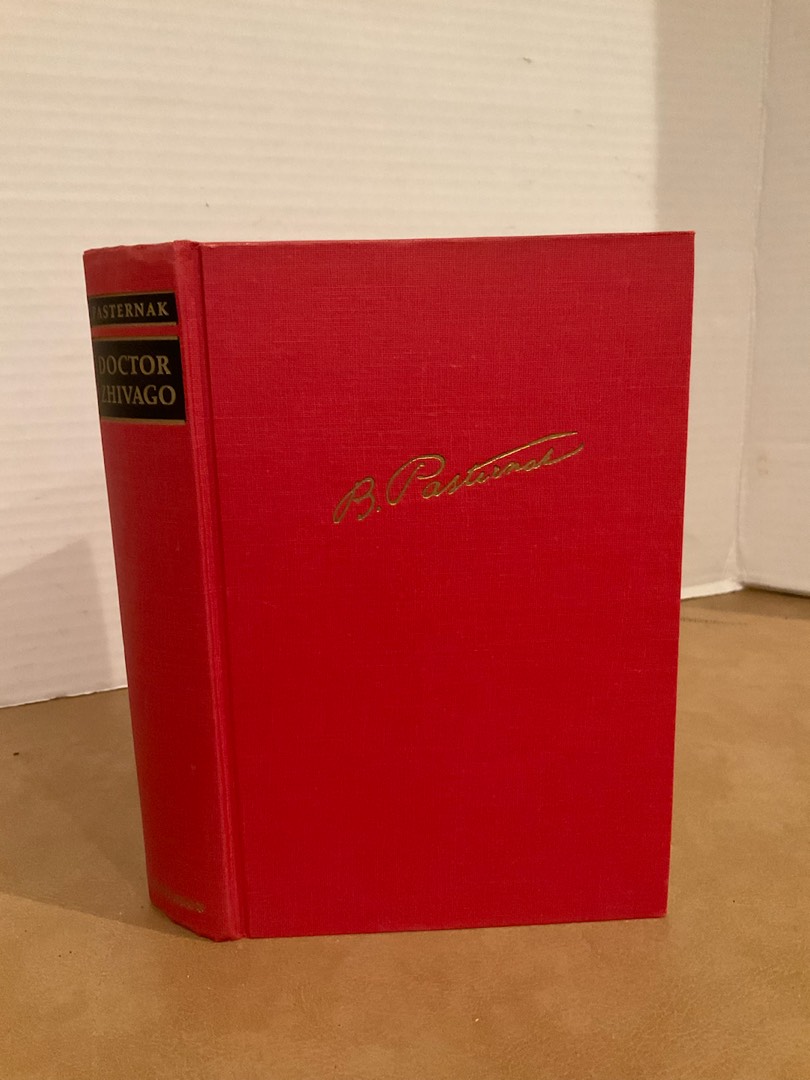 PASTERNAK
DOCTOR
ZHIVAGO
B. Pasternak